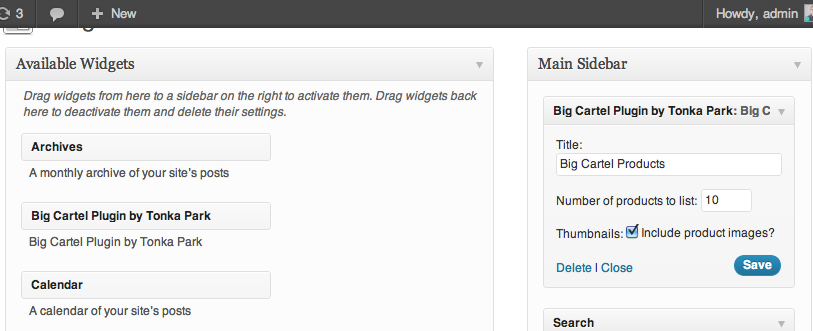 3 New Howdy, admin
Available Widgets
Drag widgets from here to a sidebar on the right to activate them. Drag widgets back
here to deactivate them and delete their settings.
Archives
A monthly archive of your site's posts
Big Cartel Plugin by Tonka Park
Big Cartel Plugin by Tonka Park
Calendar
A calendar of your site's posts
Main Sidebar
Big Cartel Plugin by Tonka Park: Big C
Title:
Big Cartel Products
Number of products to list: 10
Thumbnails: Include product images?
Delete | Close
Save
Search